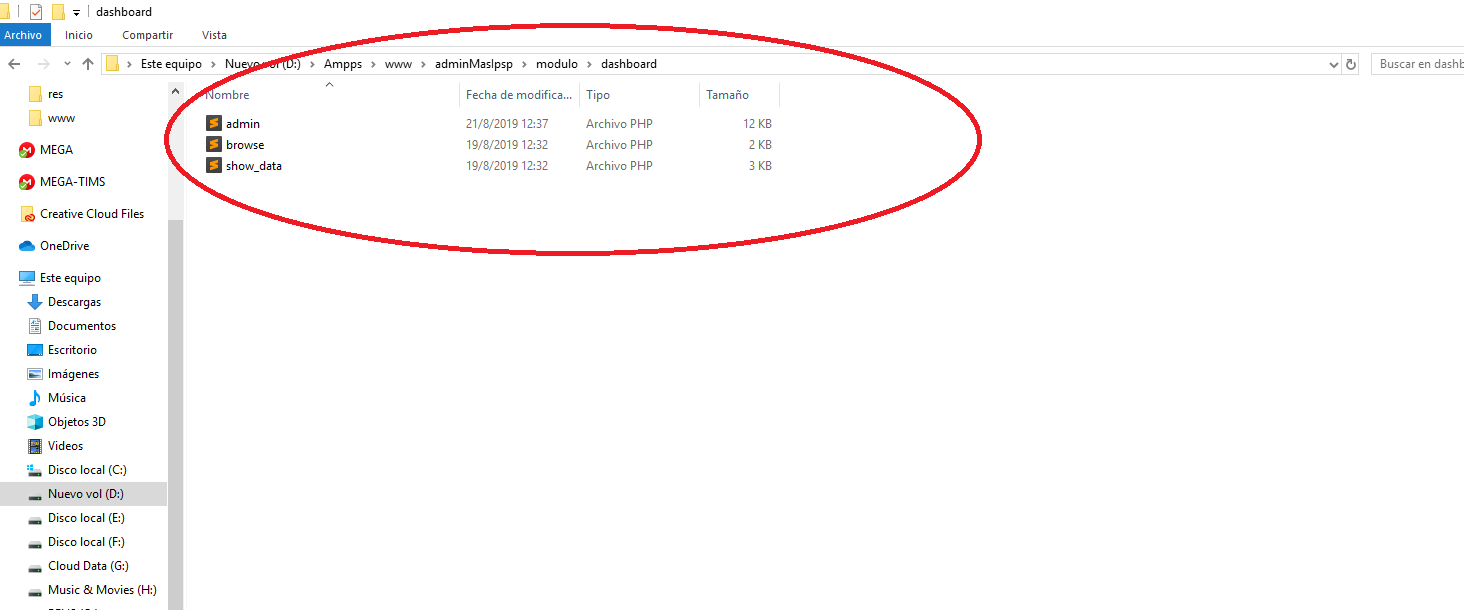 dashboard
Archivo Inicio Compartir Vista
Este equipo Nuevo vol (D:) Ampps www adminMaslpsp modulo dashboard Buscar en dashb
res
www
MEGA
MEGA-TIMS
Creative Cloud Files
OneDrive
Este equipo
Descargas
Documentos
Escritorio
Imágenes
Música
Objetos 3D
Videos
Disco local (C:)
Nuevo vol (D:)
Disco local (E:)
Disco local (F:)
Cloud Data (G:)
Music & Movies (H:)
Nombre Fecha de modifica... Tipo Tamaño
admin 21/8/2019 12:37 Archivo PHP 12 KB
browse 19/8/2019 12:32 Archivo PHP 2 KB
show_data 19/8/2019 12:32 Archivo PHP 3 KB